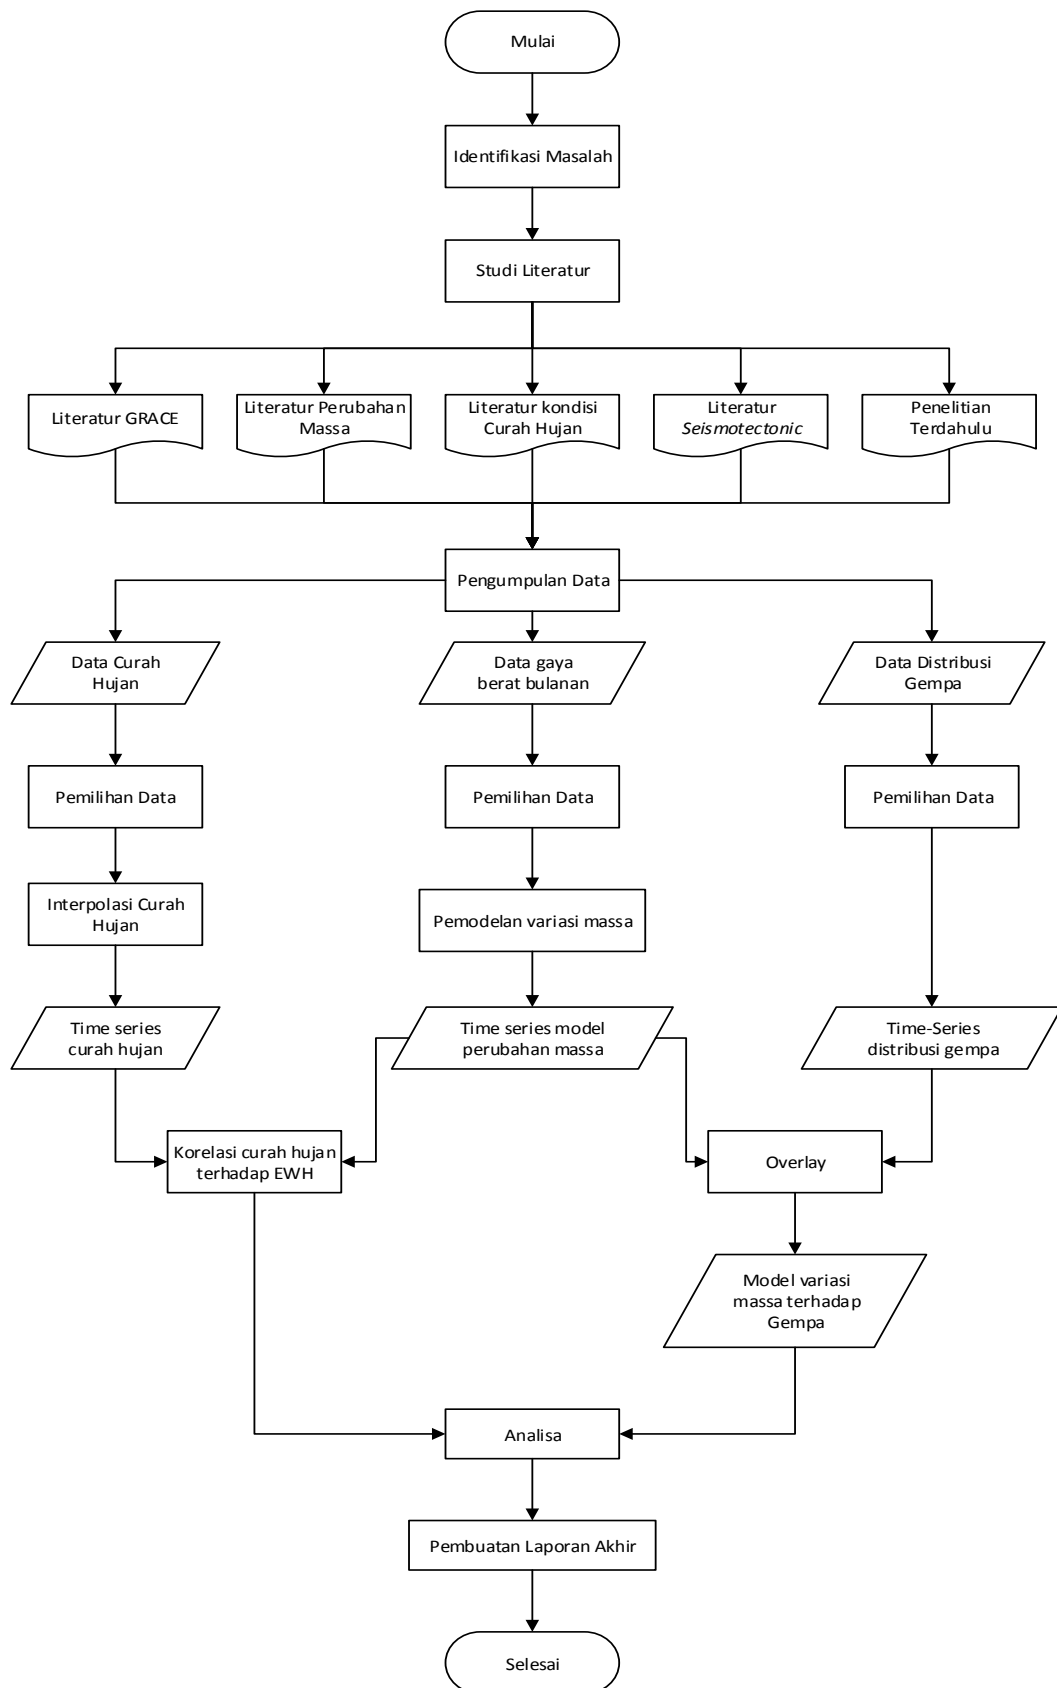 Mulai
Identifikasi Masalah
Studi Literatur
Literatur GRACE
Literatur Perubahan
Massa
Literatur kondisi
Curah Hujan
Literatur
Seismotectonic
Penelitian
Terdahulu
Pengumpulan Data
Data Curah
Hujan
Data gaya
berat bulanan
Data Distribusi
Gempa
Pemilihan Data
Pemilihan Data
Pemilihan Data
Interpolasi Curah
Hujan
Pemodelan variasi massa
Time series
curah hujan
Time series model
perubahan massa
Time-Series
distribusi gempa
Korelasi curah hujan
terhadap EWH
Overlay
Model variasi
massa terhadap
Gempa
Analisa
Pembuatan Laporan Akhir
Selesai